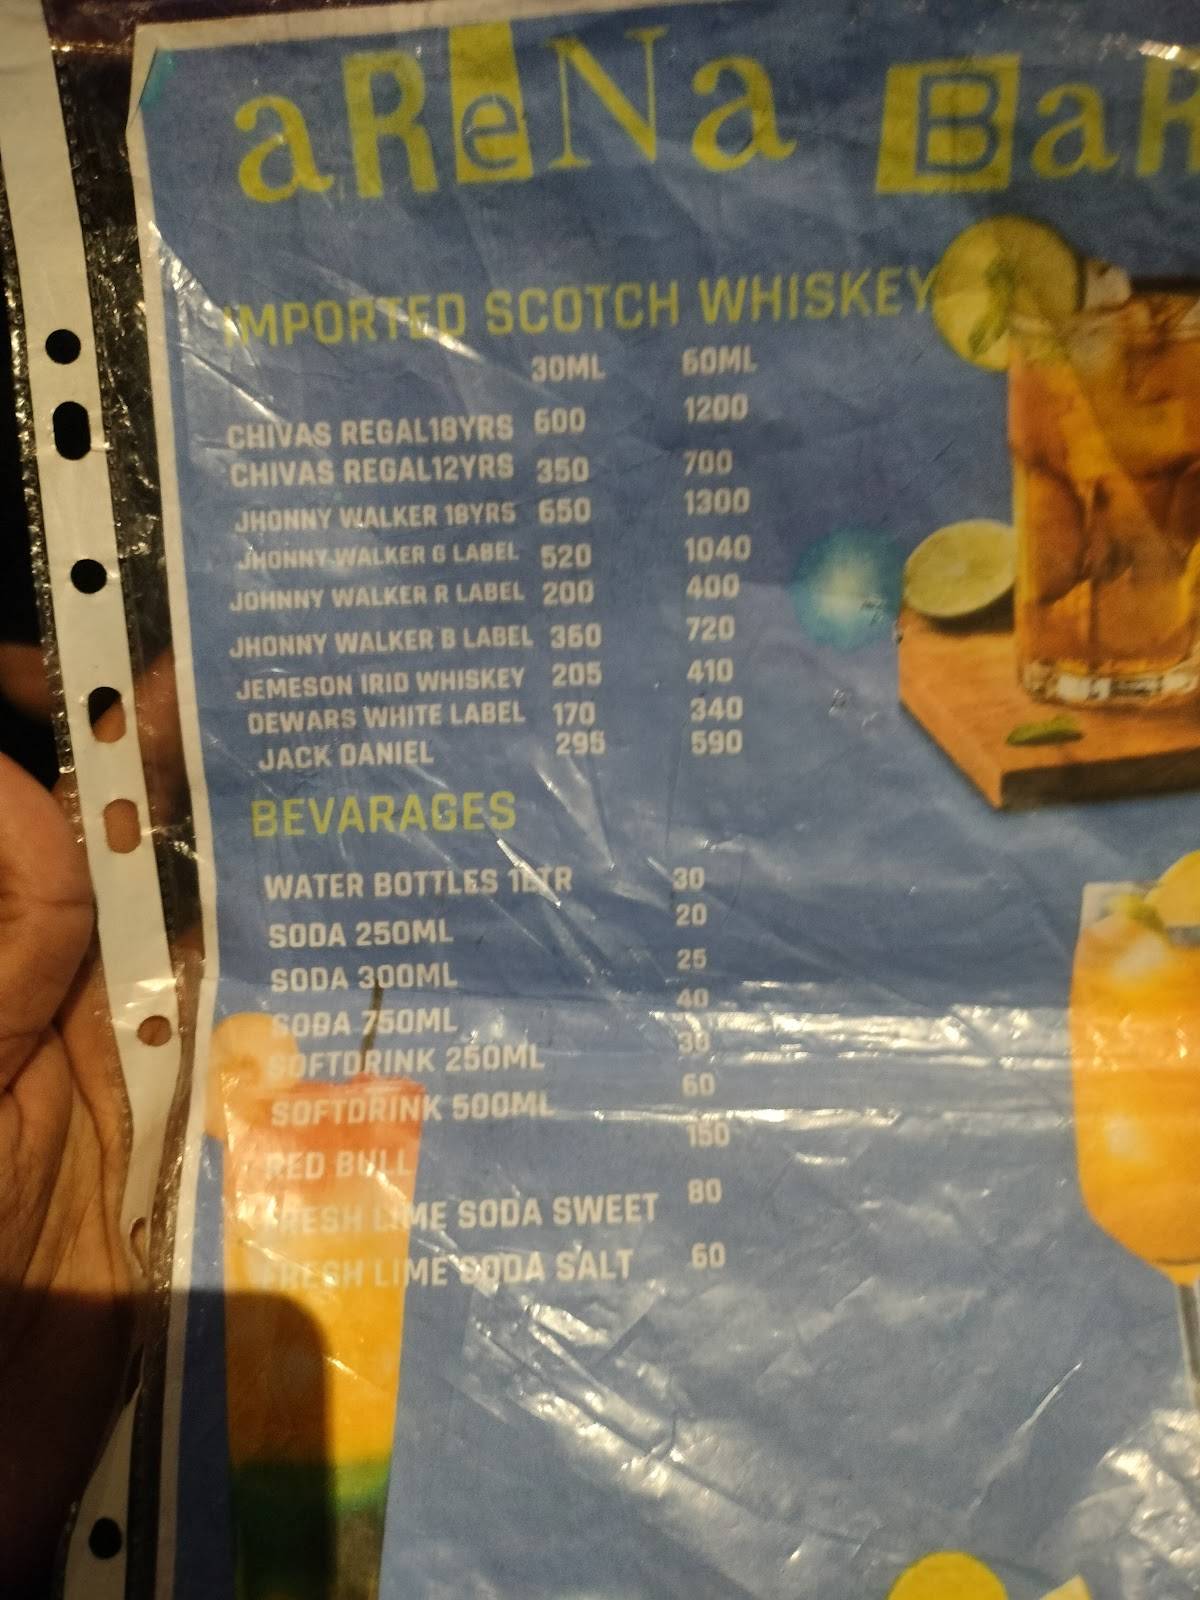 aReNa BaR
IMPORTED SCOTCH WHISKEY
30ML 60ML
CHIVAS REGAL18YRS 600 1200
CHIVAS REGAL12YRS 350 700
JHONNY WALKER 18YRS 650 1300
JHONNY WALKER G LABEL 520 1040
JOHNNY WALKER R LABEL 200 400
JHONNY WALKER B LABEL 360 720
JEMESON IRID WHISKEY 205 410
DEWARS WHITE LABEL 170 340
JACK DANIEL 295 590
BEVARAGES
WATER BOTTLES 1LTR 30
SODA 250ML 20
SODA 300ML 25
SODA 750ML 40
SOFTDRINK 250ML 30
SOFTDRINK 500ML 60
RED BULL 150
FRESH LIME SODA SWEET 80
FRESH LIME SODA SALT 60